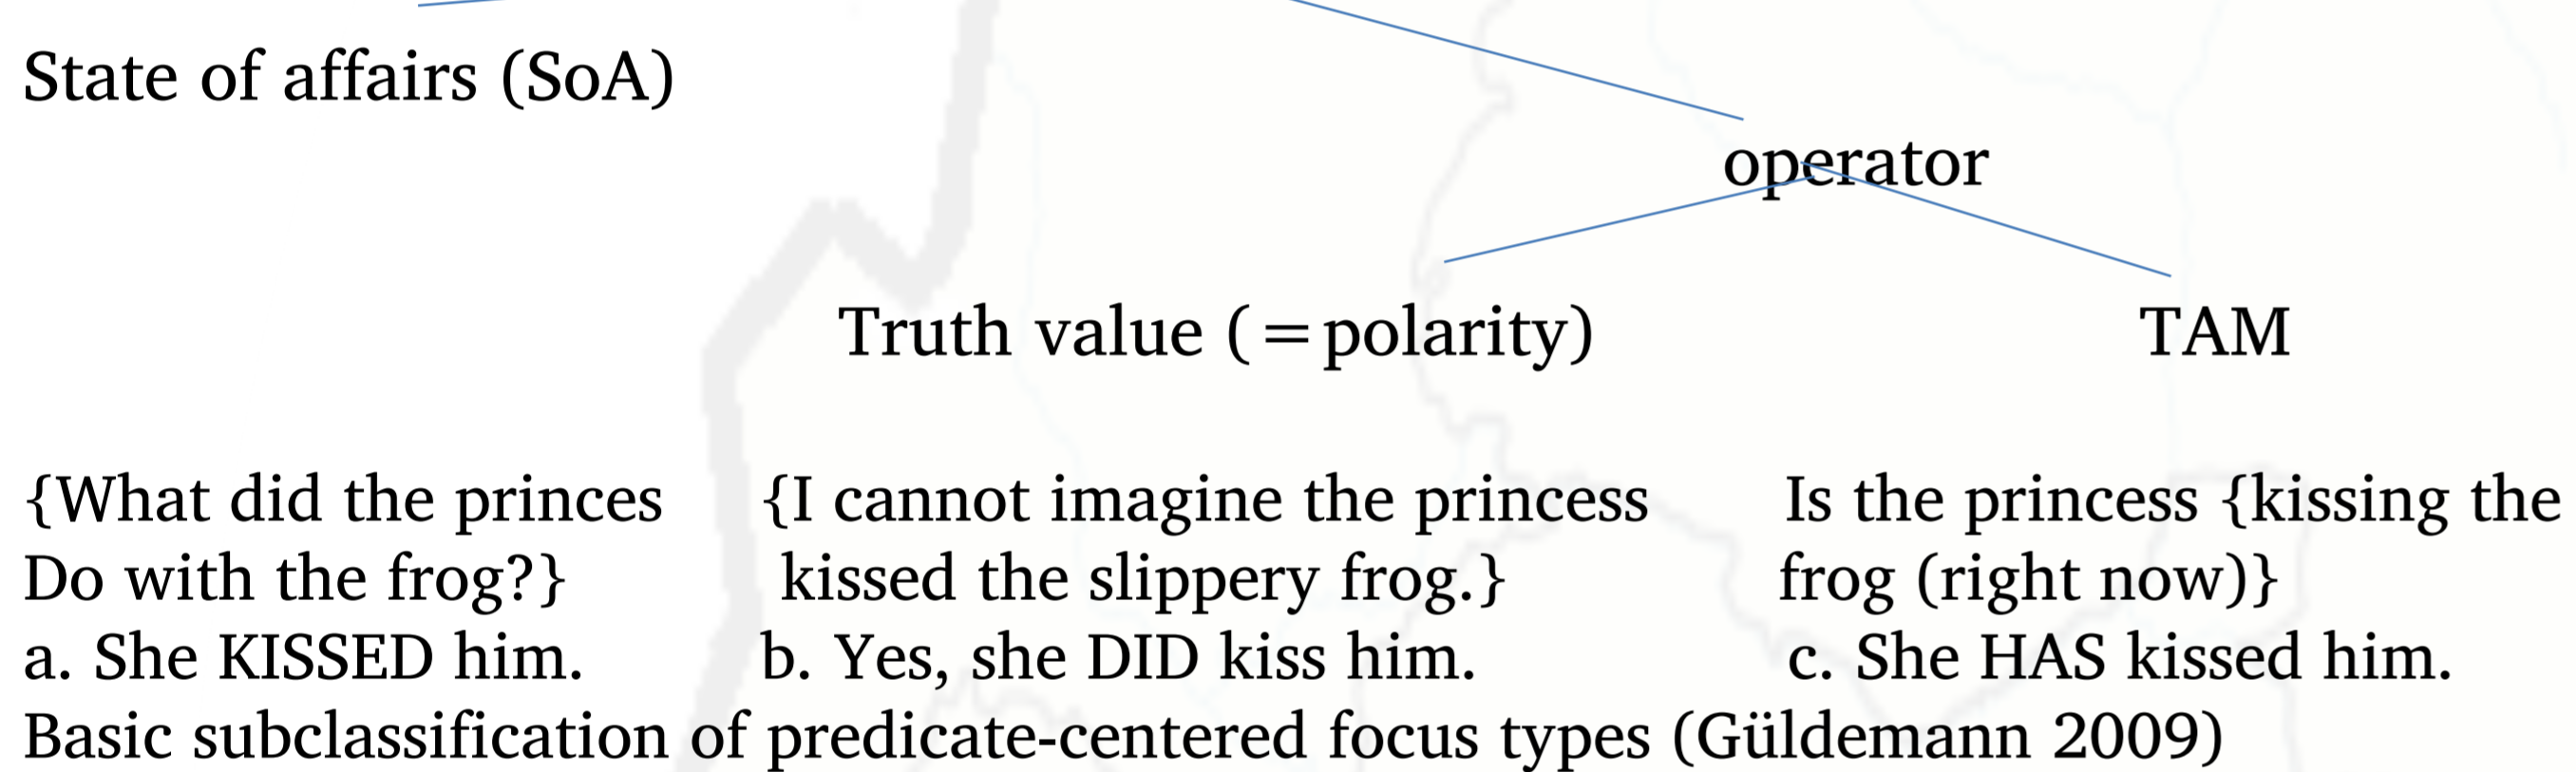 State of affairs (SoA)
operator
Truth value (=polarity)
TAM
{What did the princes
Do with the frog?}
a. She KISSED him.
{I cannot imagine the princess
kissed the slippery frog.}
b. Yes, she DID kiss him.
Is the princess {kissing the
frog (right now)}
c. She HAS kissed him.
Basic subclassification of predicate-centered focus types (Güldemann 2009)